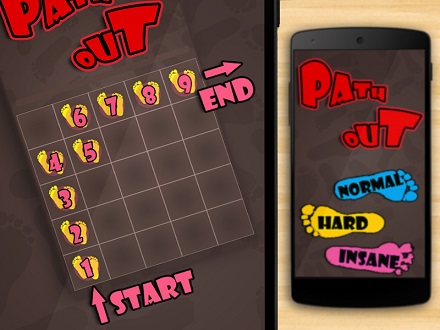 PATH
OUT
6 7 8 9
END
4 5
3
2
1
START
PATH
OUT
NORMAL
HARD
INSANE